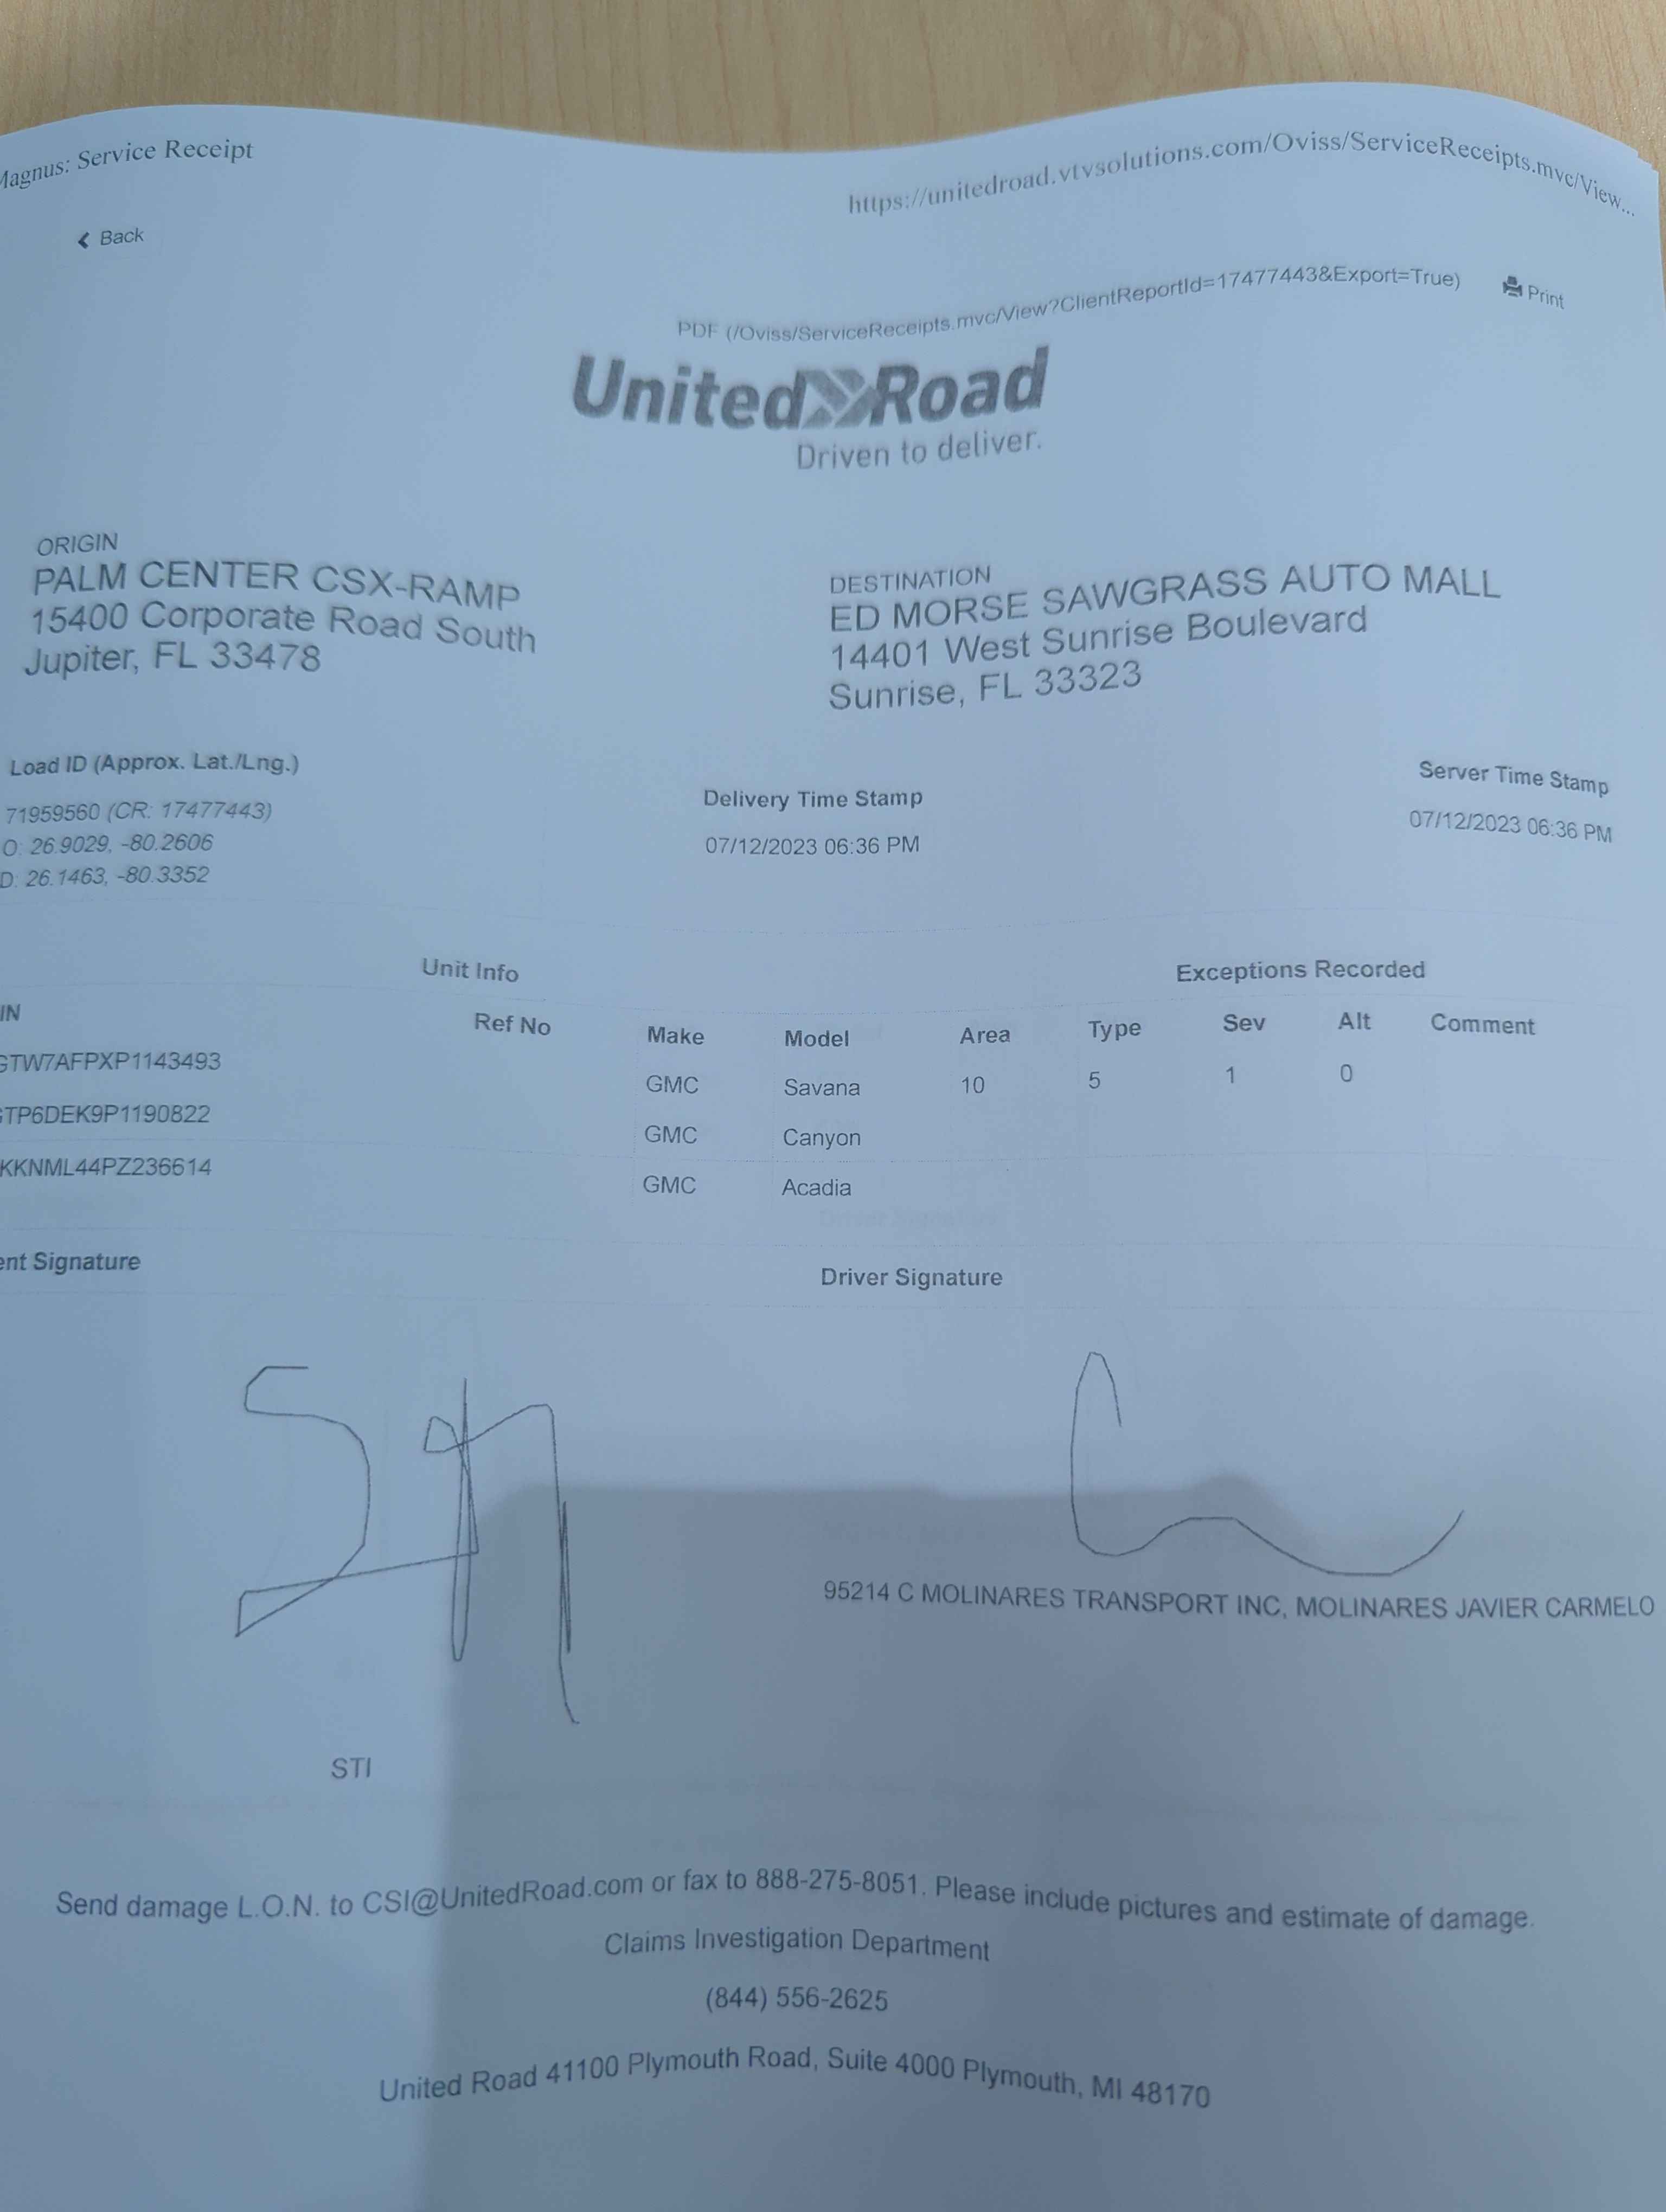 Magnus: Service Receipt
https://unitedroad.vtvsolutions.com/Oviss/ServiceReceipts.mvc/View...
Back
PDF (/Oviss/ServiceReceipts.mvc/View?ClientReportId=17477443&Export=True)
Print
United Road
Driven to deliver.
ORIGIN
PALM CENTER CSX-RAMP
15400 Corporate Road South
Jupiter, FL 33478
DESTINATION
ED MORSE SAWGRASS AUTO MALL
14401 West Sunrise Boulevard
Sunrise, FL 33323
Load ID (Approx. Lat./Lng.)
71959560 (CR: 17477443)
O: 26.9029, -80.2606
D: 26.1463, -80.3352
Delivery Time Stamp
07/12/2023 06:36 PM
Server Time Stamp
07/12/2023 06:36 PM
Unit Info Exceptions Recorded
IN Ref No Make Model Area Type Sev Alt Comment
GTW7AFPXP1143493 GMC Savana 10 5 1 0
GTP6DEK9P1190822 GMC Canyon
KKNML44PZ236614 GMC Acadia
ent Signature
Driver Signature
95214 C MOLINARES TRANSPORT INC, MOLINARES JAVIER CARMELO
STI
Send damage L.O.N. to CSI@UnitedRoad.com or fax to 888-275-8051. Please include pictures and estimate of damage.
Claims Investigation Department
(844) 556-2625
United Road 41100 Plymouth Road, Suite 4000 Plymouth, MI 48170